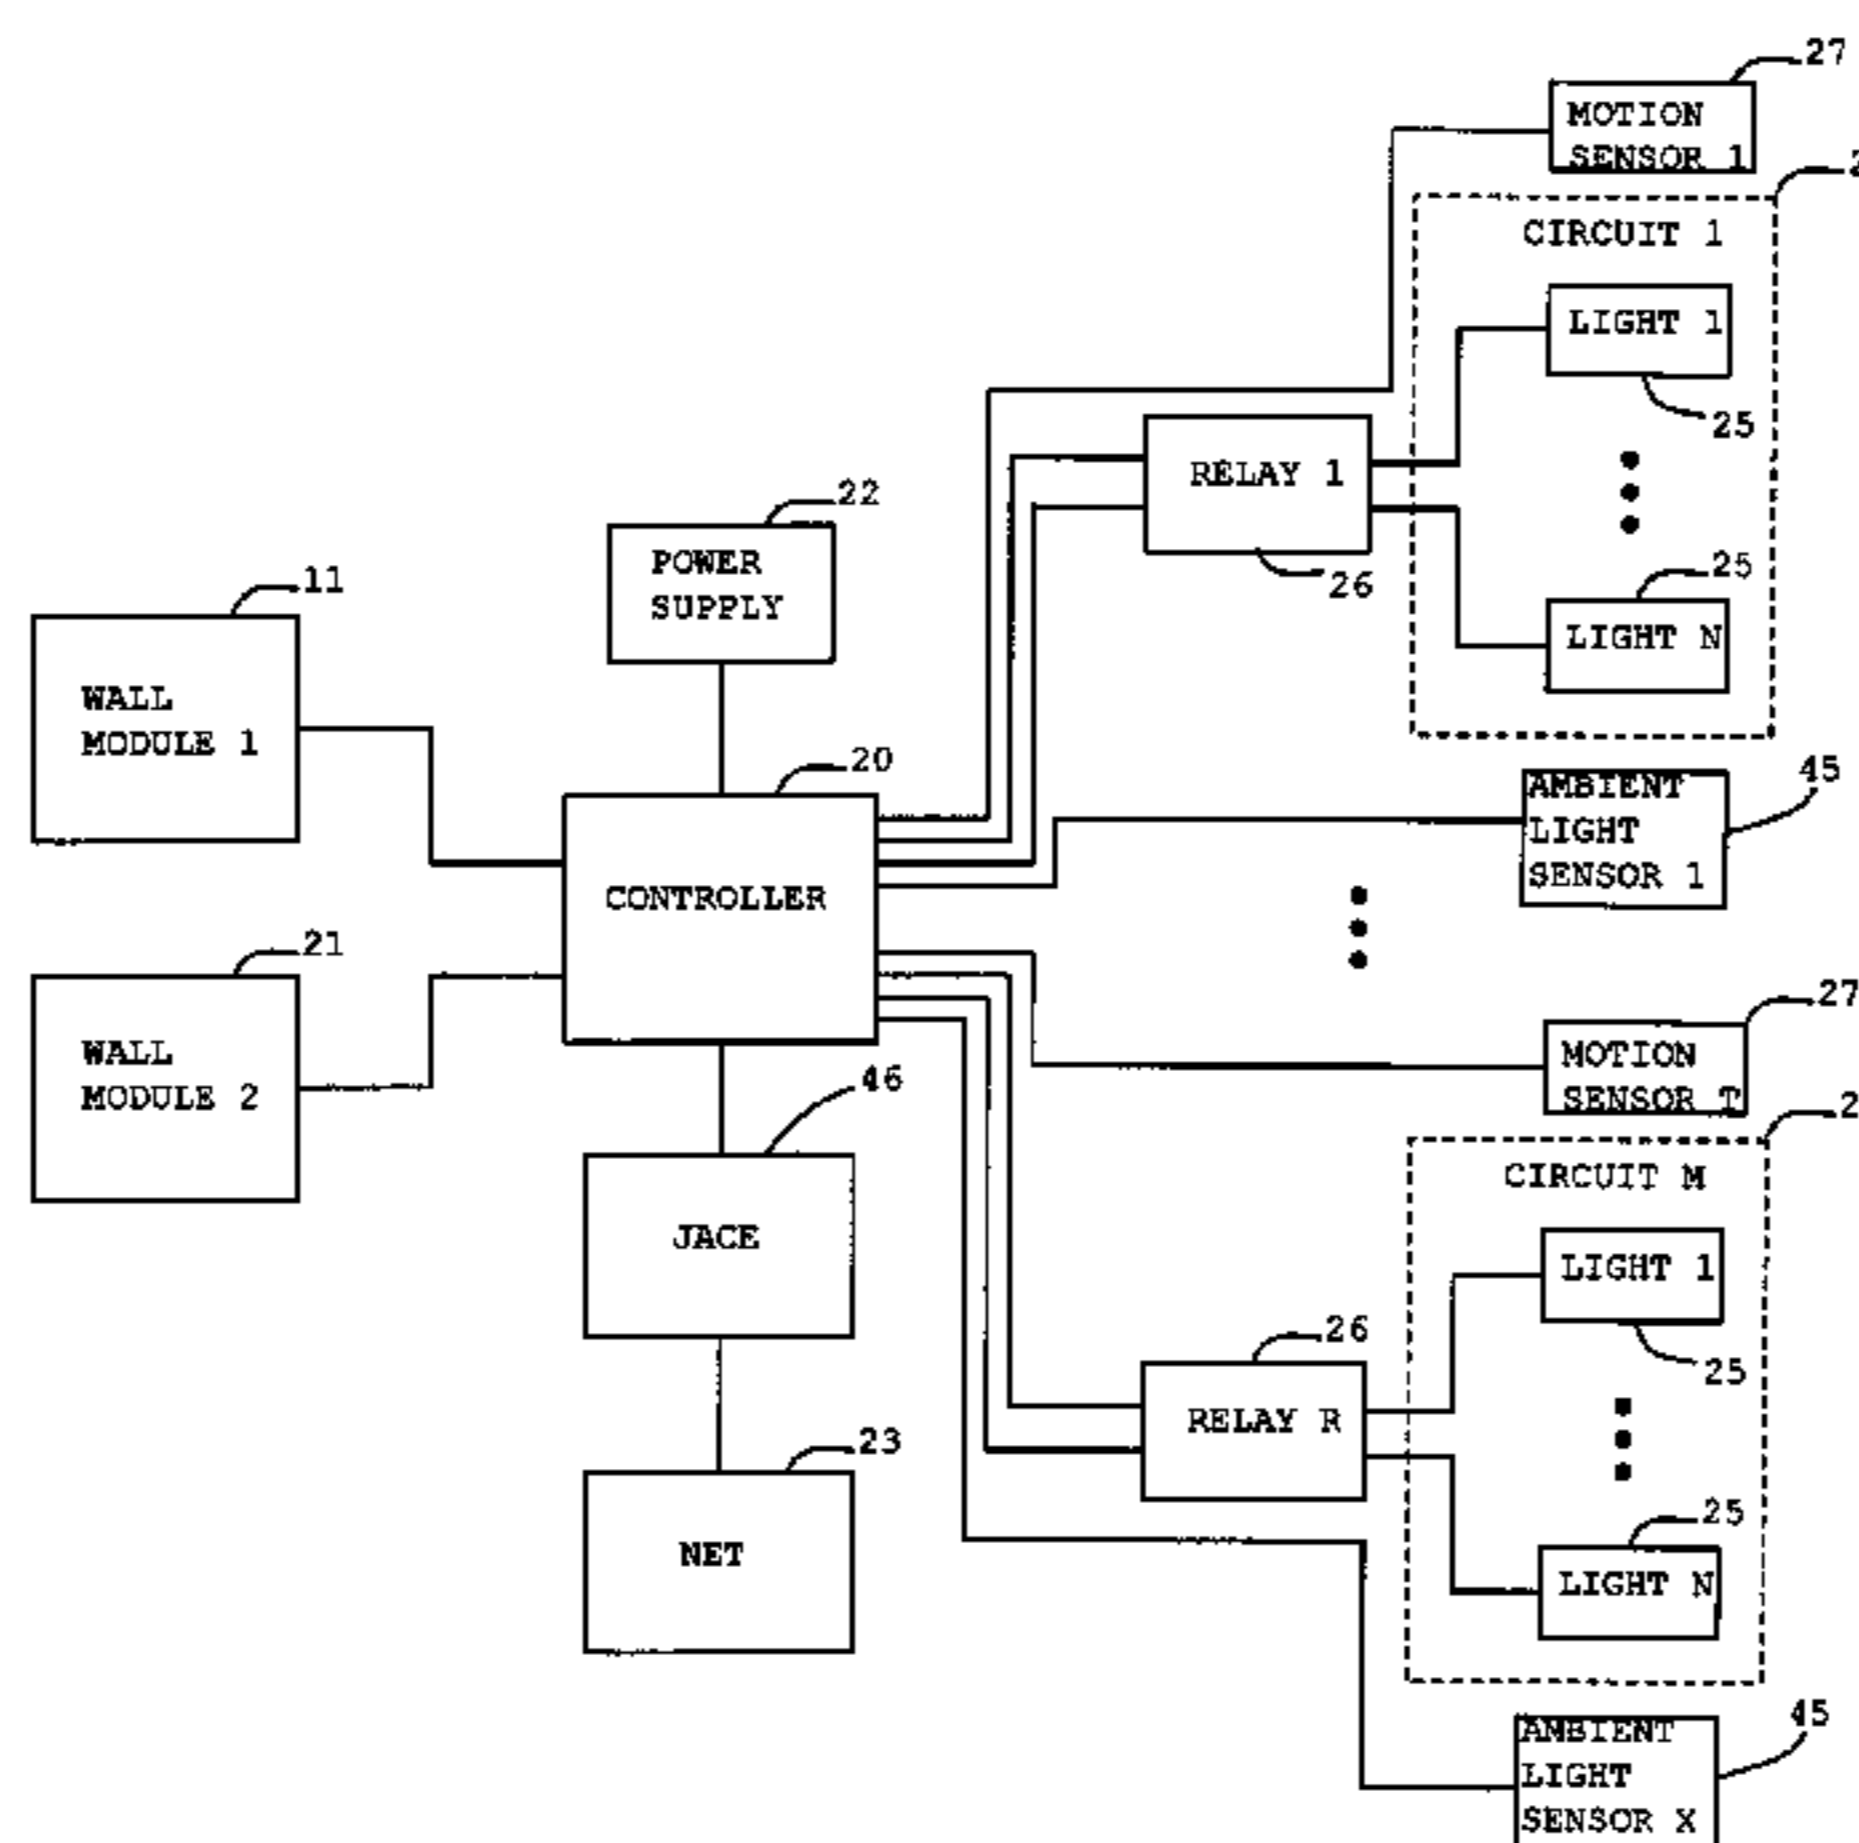 27
MOTION
SENSOR 1
2
CIRCUIT 1
LIGHT 1
25
RELAY 1
26
25
LIGHT N
22
POWER
SUPPLY
11
WALL
MODULE 1
20
CONTROLLER
45
AMBIENT
LIGHT
SENSOR 1
21
WALL
MODULE 2
27
MOTION
SENSOR T
2
46
JACE
CIRCUIT M
LIGHT 1
25
26
RELAY R
25
LIGHT N
23
NET
45
AMBIENT
LIGHT
SENSOR X